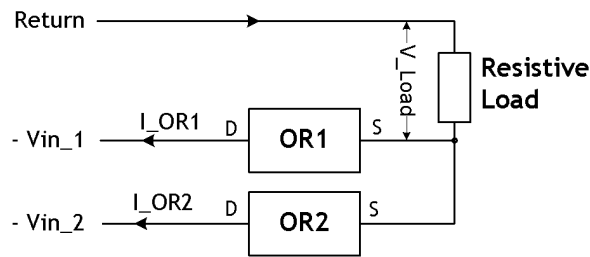 Return
V_Load
Resistive
Load
I_OR1
- Vin_1
D
OR1
S
I_OR2
- Vin_2
D
OR2
S